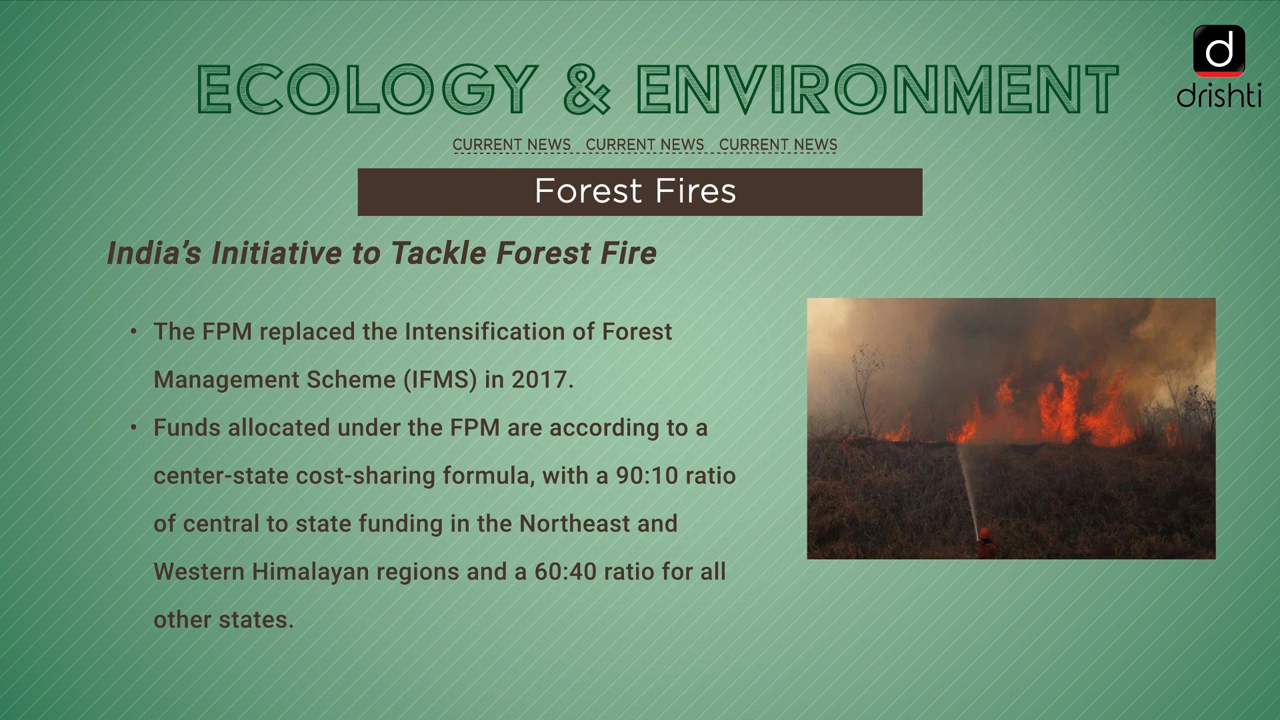 ECOLOGY & ENVIRONMENT
d
drishti
CURRENT NEWS CURRENT NEWS CURRENT NEWS
Forest Fires
India's Initiative to Tackle Forest Fire
• The FPM replaced the Intensification of Forest
Management Scheme (IFMS) in 2017.
• Funds allocated under the FPM are according to a
center-state cost-sharing formula, with a 90:10 ratio
of central to state funding in the Northeast and
Western Himalayan regions and a 60:40 ratio for all
other states.